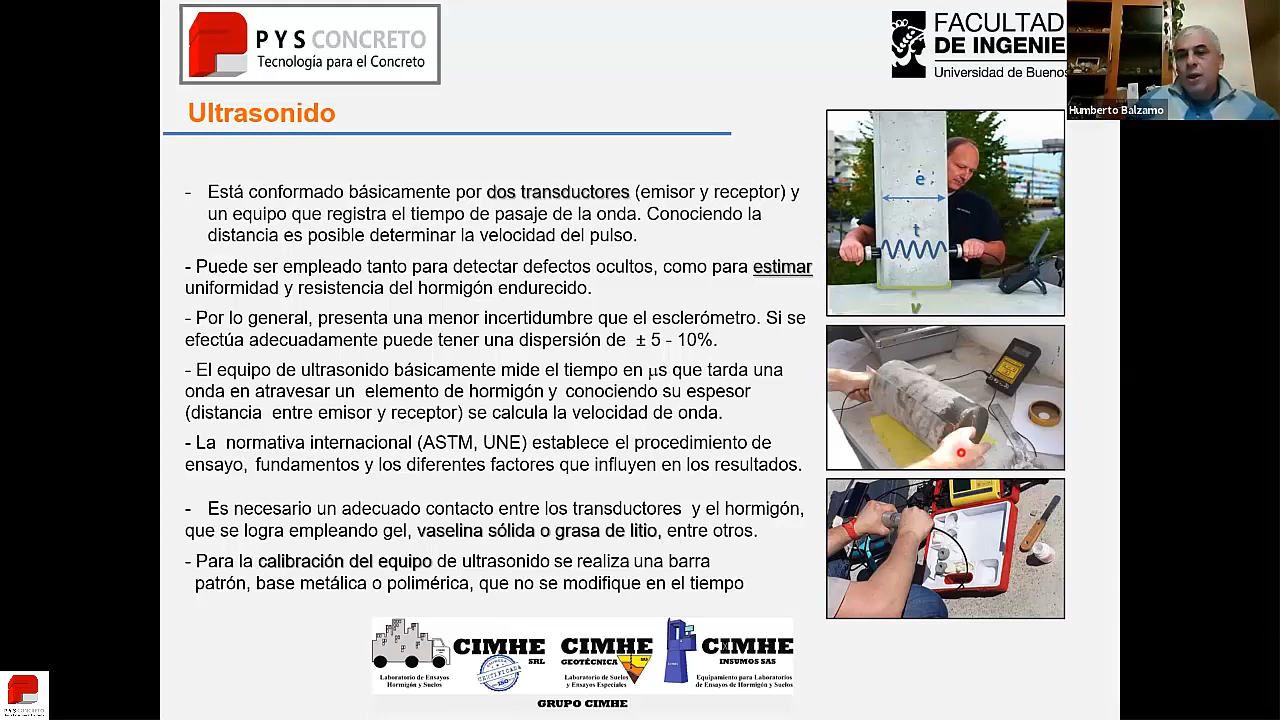 PYS CONCRETO
Tecnología para el Concreto
FACULTAD
DE INGENIE
Universidad de Buenos
Humberto Balzamo
Ultrasonido
- Está conformado básicamente por dos transductores (emisor y receptor) y
un equipo que registra el tiempo de pasaje de la onda. Conociendo la
distancia es posible determinar la velocidad del pulso.
- Puede ser empleado tanto para detectar defectos ocultos, como para estimar
uniformidad y resistencia del hormigón endurecido.
- Por lo general, presenta una menor incertidumbre que el esclerómetro. Si se
efectúa adecuadamente puede tener una dispersión de ± 5 - 10%.
- El equipo de ultrasonido básicamente mide el tiempo en μs que tarda una
onda en atravesar un elemento de hormigón y conociendo su espesor
(distancia entre emisor y receptor) se calcula la velocidad de onda.
- La normativa internacional (ASTM, UNE) establece el procedimiento de
ensayo, fundamentos y los diferentes factores que influyen en los resultados.
- Es necesario un adecuado contacto entre los transductores y el hormigón,
que se logra empleando gel, vaselina sólida o grasa de litio, entre otros.
- Para la calibración del equipo de ultrasonido se realiza una barra
patrón, base metálica o polimérica, que no se modifique en el tiempo
e
t
v
CIMHE
SRL
Laboratorio de Ensayos
Hormigón y Suelos
CERTIFICADA
CIMHE
GEOTÉCNICA
SRL
Laboratorio de Suelos
y Ensayos Especiales
CIMHE
INSUMOS SAS
Equipamiento para Laboratorios
de Ensayos de Hormigón y Suelos
GRUPO CIMHE
PYS CONCRETO